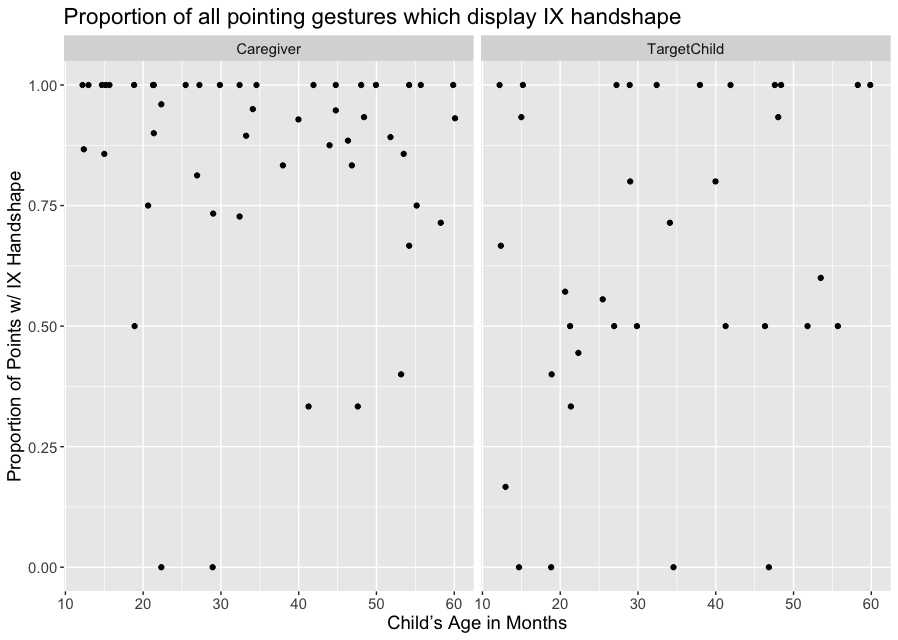 Proportion of all pointing gestures which display IX handshape
Caregiver TargetChild
1.00
0.75
0.50
0.25
0.00
Proportion of Points w/ IX Handshape
10 20 30 40 50 60 10 20 30 40 50 60
Child's Age in Months